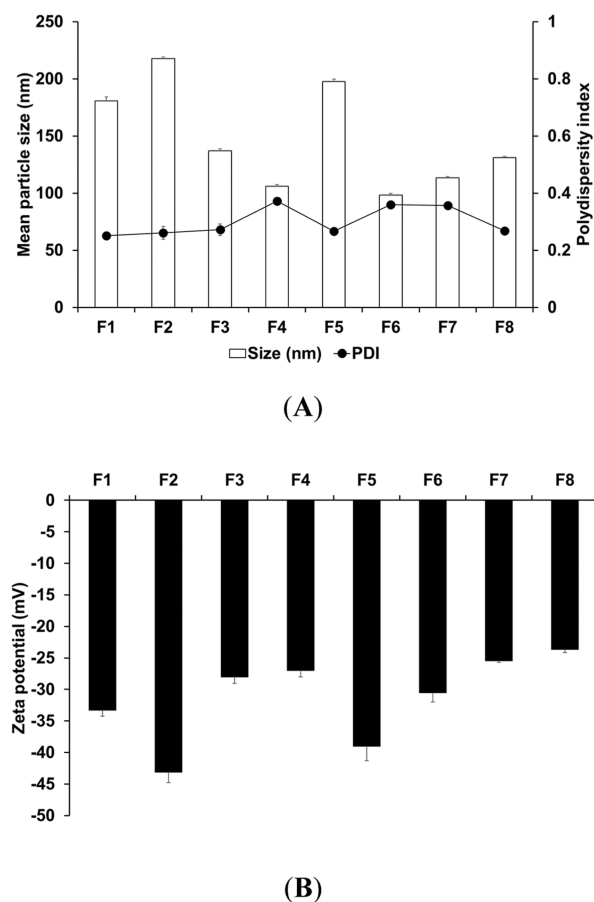 Mean particle size (nm)
250
200
150
100
50
0
Polydispersity index
1
0.8
0.6
0.4
0.2
0
F1 F2 F3 F4 F5 F6 F7 F8
Size (nm) PDI
(A)
F1 F2 F3 F4 F5 F6 F7 F8
Zeta potential (mV)
0
-5
-10
-15
-20
-25
-30
-35
-40
-45
-50
(B)